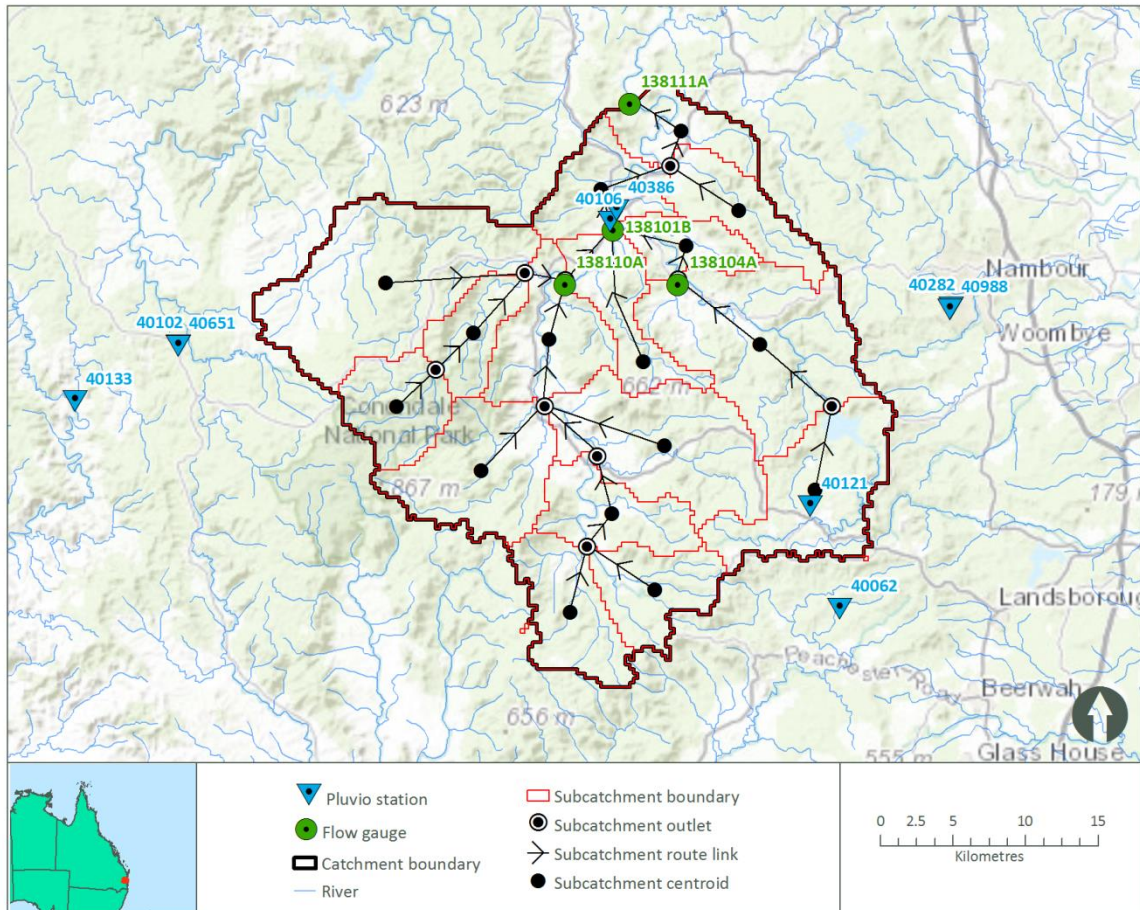 138111A
623 m
40386
40106
138101B
138110A
138104A
Nambour
40282 40988
Woombye
40102 40651
40133
662 m
Conondale
National Park
867 m
179
40121
40062
Landsborough
Peachester Road
Beerwah
656 m
555 m
Glass House
Pluvio station
Flow gauge
Catchment boundary
River
Subcatchment boundary
Subcatchment outlet
Subcatchment route link
Subcatchment centroid
0 2.5 5 10 15
Kilometres